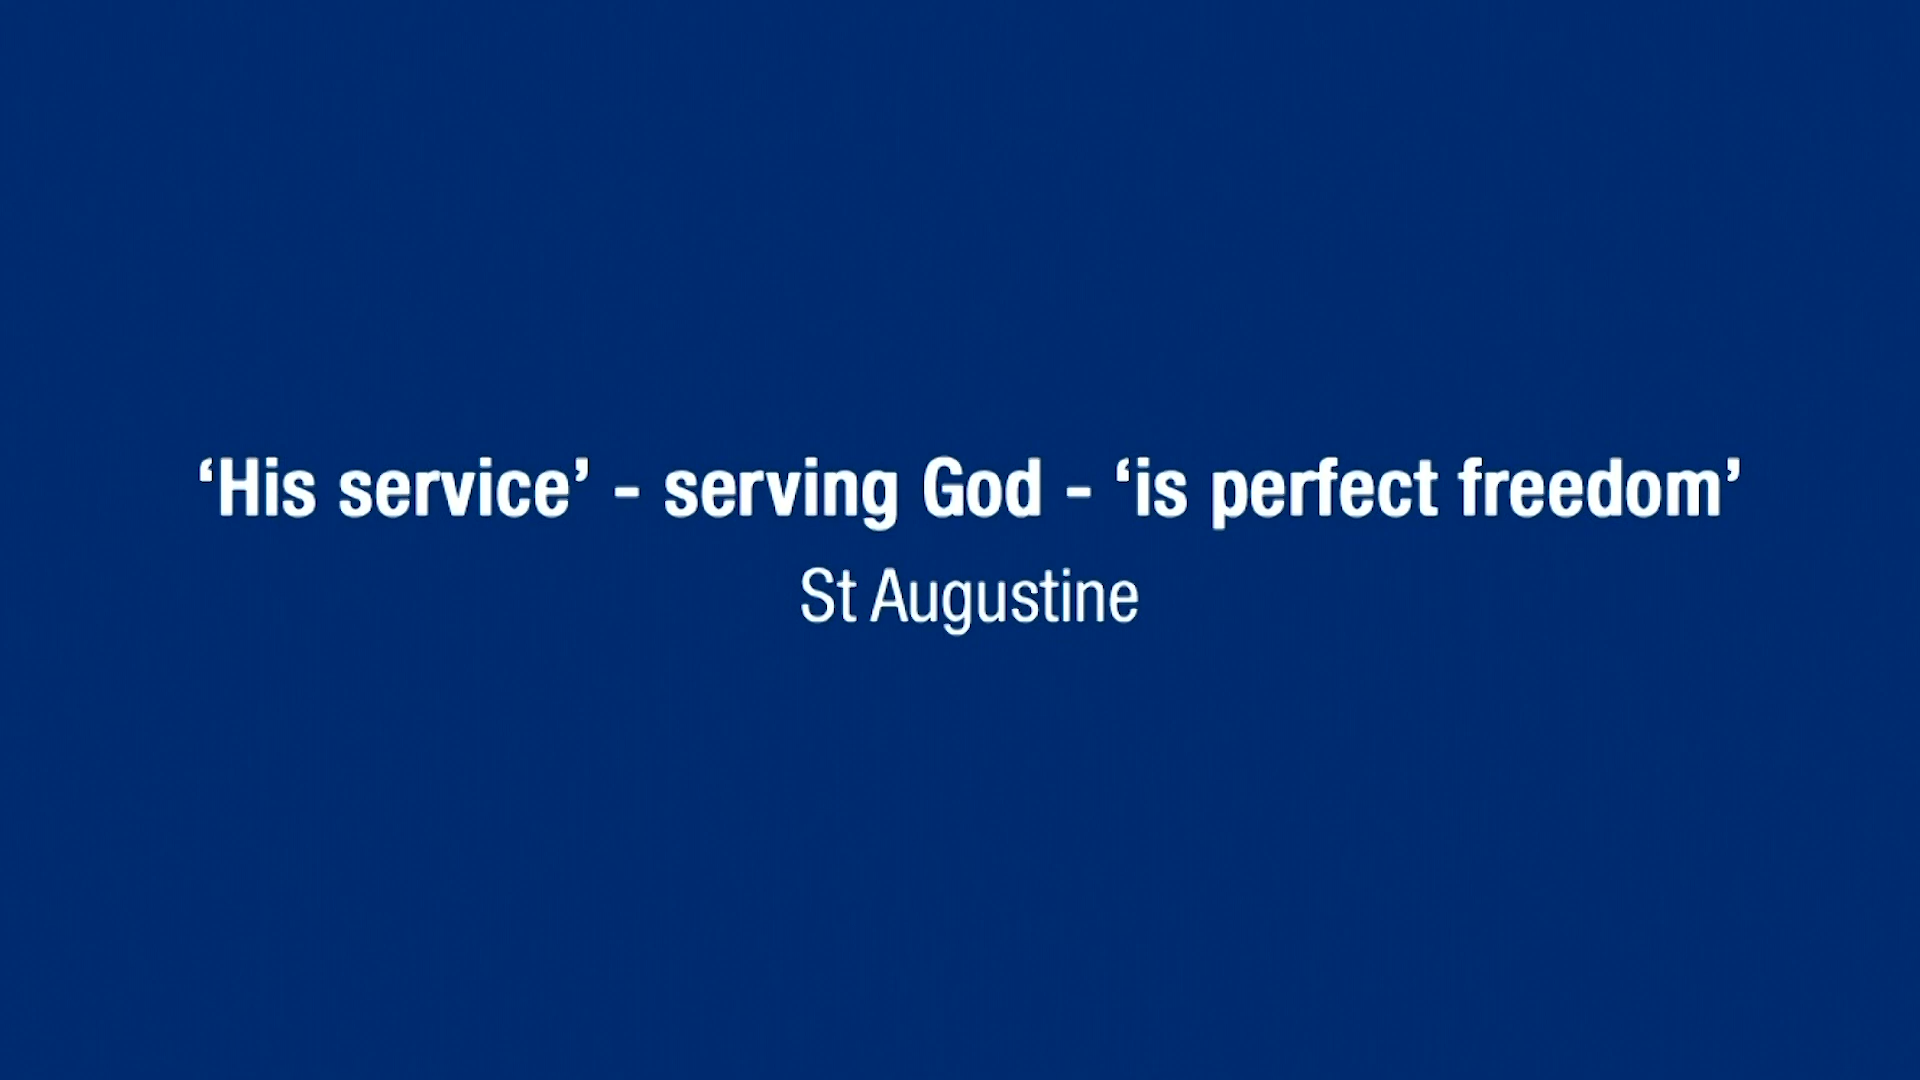 ‘His service’ - serving God - ‘is perfect freedom’
St Augustine